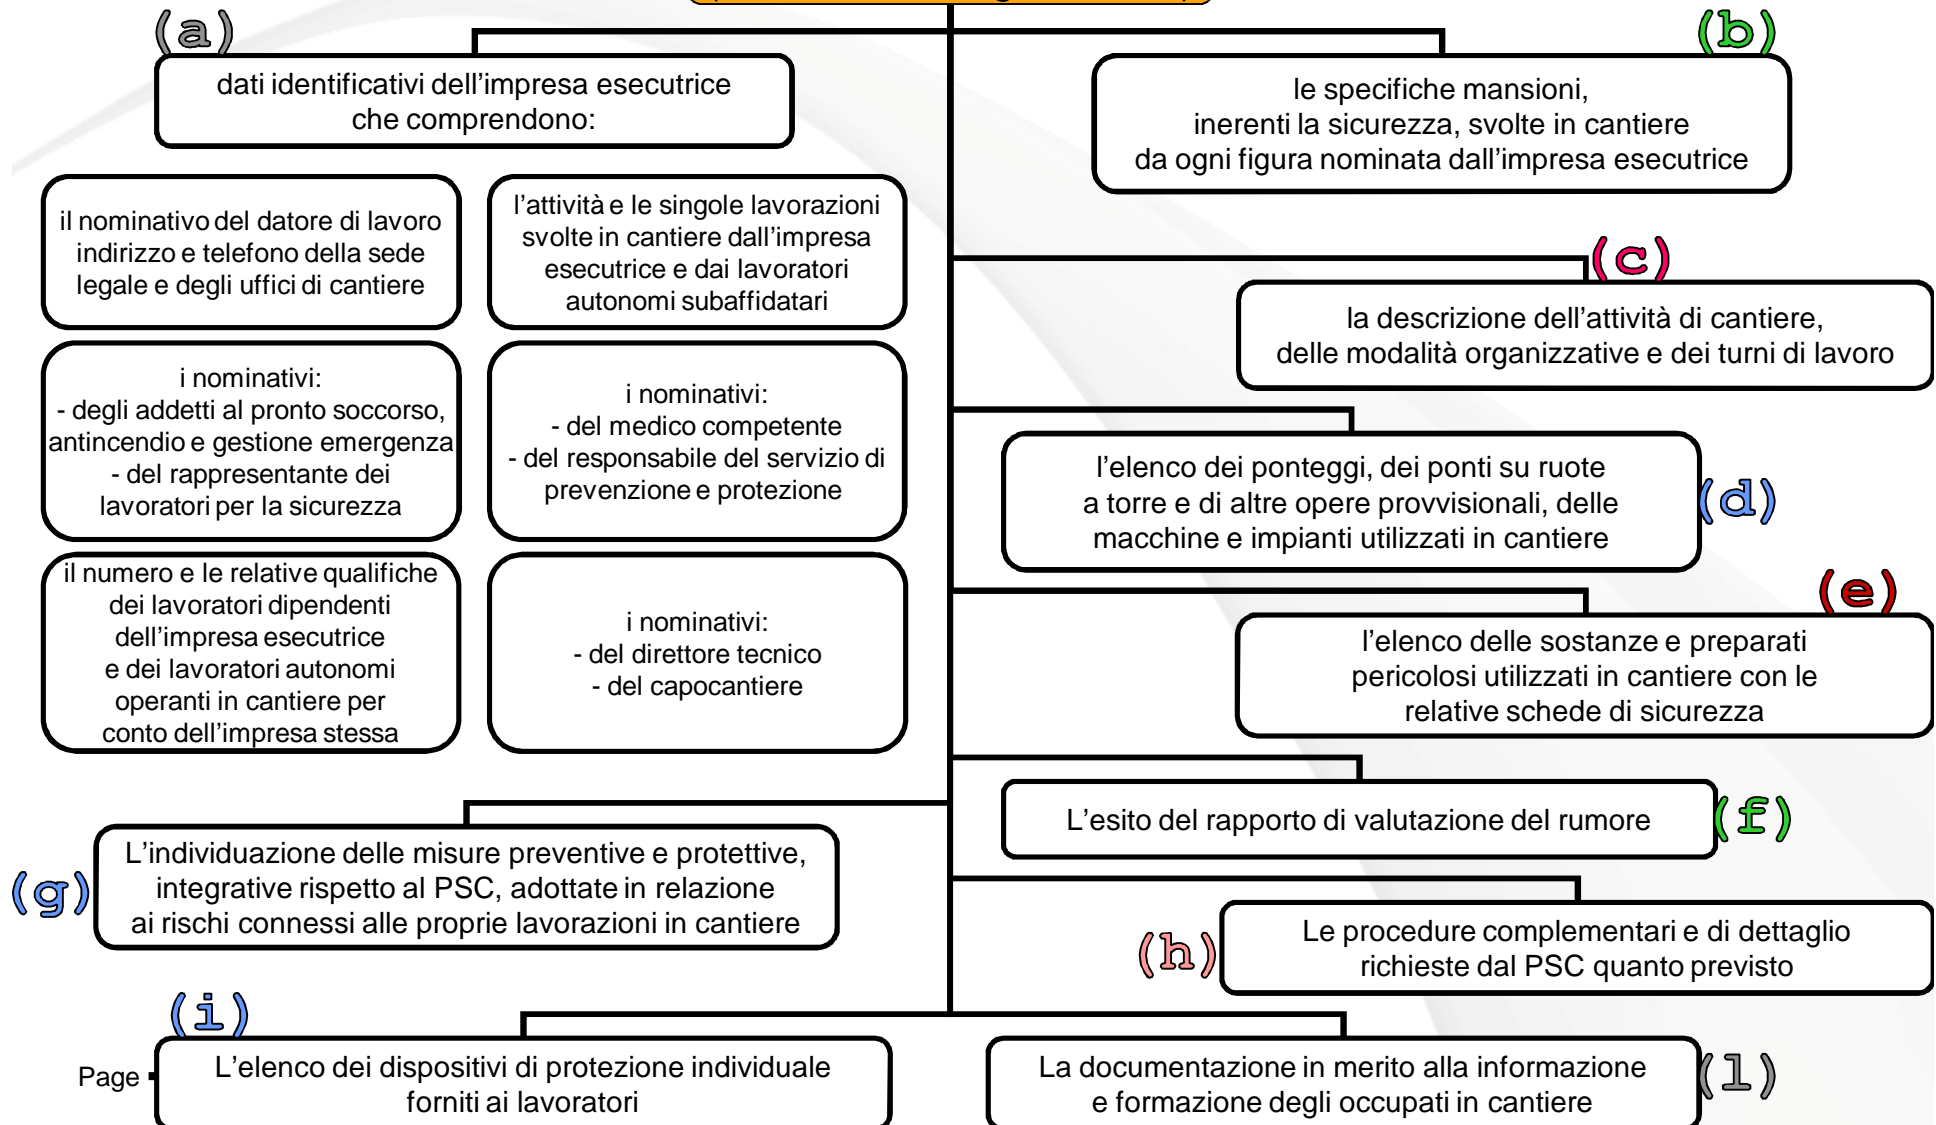 (a)
dati identificativi dell'impresa esecutrice
che comprendono:
il nominativo del datore di lavoro
indirizzo e telefono della sede
legale e degli uffici di cantiere
l'attività e le singole lavorazioni
svolte in cantiere dall'impresa
esecutrice e dai lavoratori
autonomi subaffidatari
i nominativi:
- degli addetti al pronto soccorso,
antincendio e gestione emergenza
- del rappresentante dei
lavoratori per la sicurezza
i nominativi:
- del medico competente
- del responsabile del servizio di
prevenzione e protezione
il numero e le relative qualifiche
dei lavoratori dipendenti
dell'impresa esecutrice
e dei lavoratori autonomi
operanti in cantiere per
conto dell'impresa stessa
i nominativi:
- del direttore tecnico
- del capocantiere
(b)
le specifiche mansioni,
inerenti la sicurezza, svolte in cantiere
da ogni figura nominata dall'impresa esecutrice
(c)
la descrizione dell'attività di cantiere,
delle modalità organizzative e dei turni di lavoro
l'elenco dei ponteggi, dei ponti su ruote
a torre e di altre opere provvisionali, delle
macchine e impianti utilizzati in cantiere
(d)
(e)
l'elenco delle sostanze e preparati
pericolosi utilizzati in cantiere con le
relative schede di sicurezza
L'esito del rapporto di valutazione del rumore
(f)
(g)
L'individuazione delle misure preventive e protettive,
integrative rispetto al PSC, adottate in relazione
ai rischi connessi alle proprie lavorazioni in cantiere
(h)
Le procedure complementari e di dettaglio
richieste dal PSC quanto previsto
(i)
L'elenco dei dispositivi di protezione individuale
forniti ai lavoratori
La documentazione in merito alla informazione
e formazione degli occupati in cantiere
(l)
Page